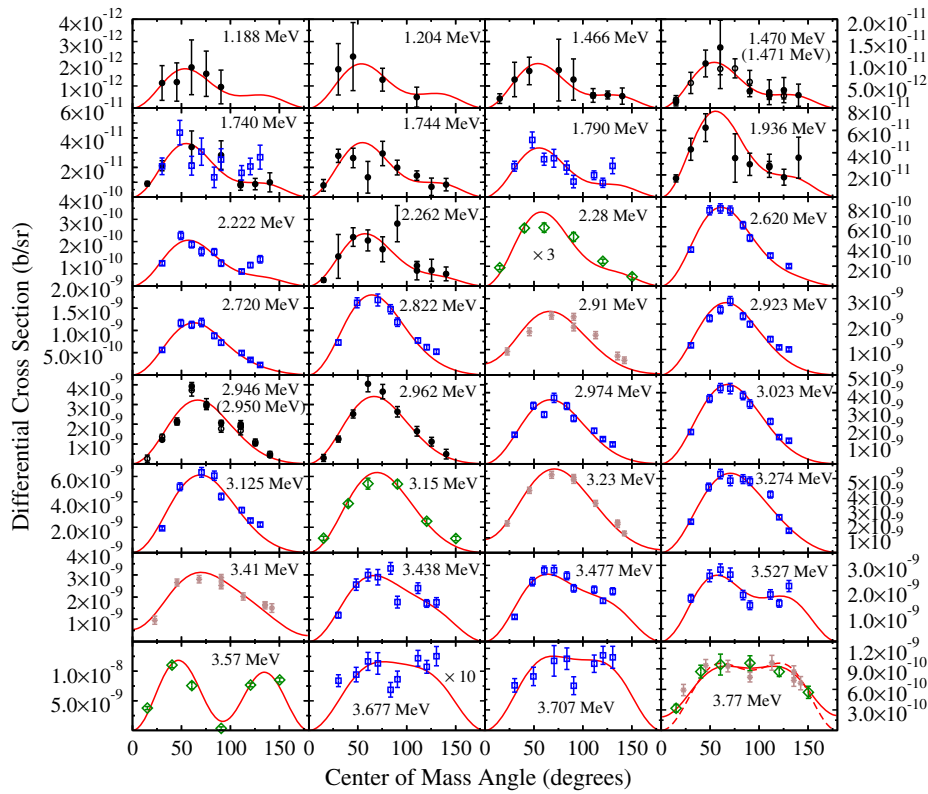 4×10⁻¹²
3×10⁻¹²
2×10⁻¹²
1×10⁻¹²
1.188 MeV
1.204 MeV
1.466 MeV
1.470 MeV
(1.471 MeV)
2.0×10⁻¹¹
1.5×10⁻¹¹
1.0×10⁻¹¹
5.0×10⁻¹²
1×10⁻¹¹
6×10⁻¹¹
4×10⁻¹¹
2×10⁻¹¹
1.740 MeV
1.744 MeV
1.790 MeV
1.936 MeV
8×10⁻¹¹
6×10⁻¹¹
4×10⁻¹¹
2×10⁻¹¹
1×10⁻¹⁰
4×10⁻¹⁰
3×10⁻¹⁰
2×10⁻¹⁰
1×10⁻¹⁰
2.222 MeV
2.262 MeV
2.28 MeV
× 3
2.620 MeV
8×10⁻¹⁰
6×10⁻¹⁰
4×10⁻¹⁰
2×10⁻¹⁰
2.0×10⁻⁹
1.5×10⁻⁹
1.0×10⁻⁹
5.0×10⁻¹⁰
2.720 MeV
2.822 MeV
2.91 MeV
2.923 MeV
3×10⁻⁹
2×10⁻⁹
1×10⁻⁹
4×10⁻⁹
3×10⁻⁹
2×10⁻⁹
1×10⁻⁹
2.946 MeV
(2.950 MeV)
2.962 MeV
2.974 MeV
3.023 MeV
5×10⁻⁹
4×10⁻⁹
3×10⁻⁹
2×10⁻⁹
1×10⁻⁹
6.0×10⁻⁹
4.0×10⁻⁹
2.0×10⁻⁹
3.125 MeV
3.15 MeV
3.23 MeV
3.274 MeV
6×10⁻⁹
5×10⁻⁹
4×10⁻⁹
3×10⁻⁹
2×10⁻⁹
1×10⁻⁹
4×10⁻⁹
3×10⁻⁹
2×10⁻⁹
1×10⁻⁹
3.41 MeV
3.438 MeV
3.477 MeV
3.527 MeV
3.0×10⁻⁹
2.0×10⁻⁹
1.0×10⁻⁹
1.0×10⁻⁸
5.0×10⁻⁹
3.57 MeV
× 10
3.677 MeV
3.707 MeV
3.77 MeV
1.2×10⁻⁹
9.0×10⁻¹⁰
6.0×10⁻¹⁰
3.0×10⁻¹⁰
0 50 100 150 0 50 100 150 0 50 100 150 0 50 100 150
Center of Mass Angle (degrees)
Differential Cross Section (b/sr)